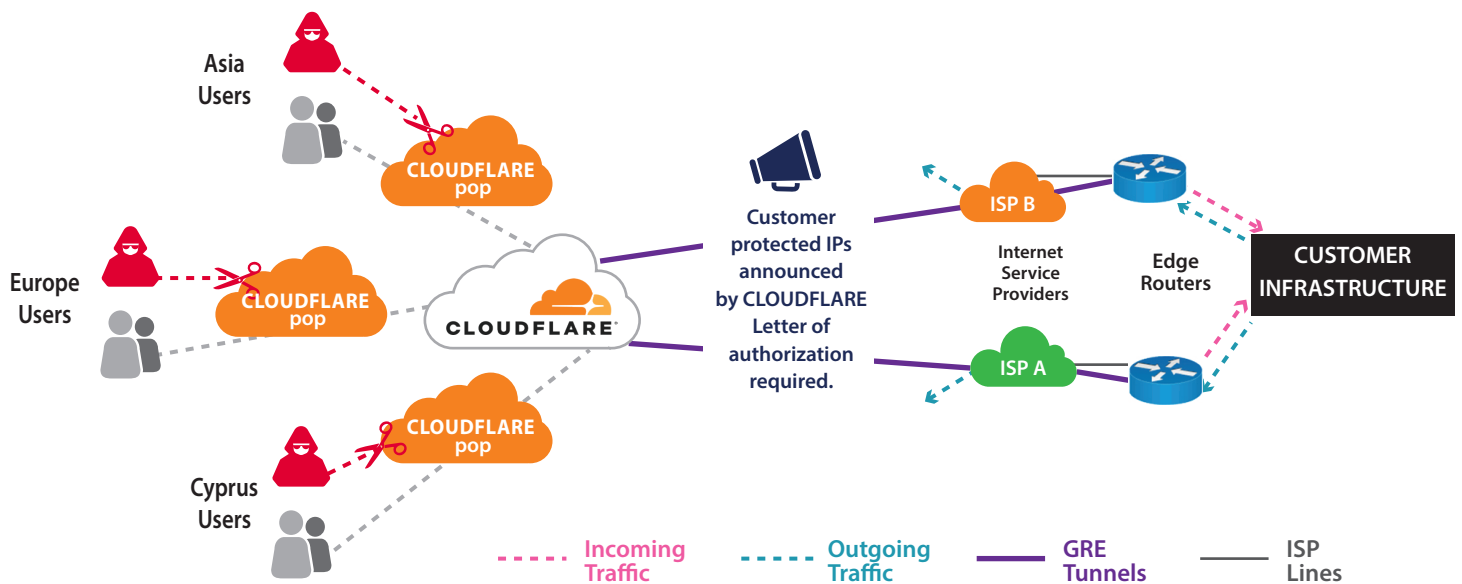 Asia
Users
CLOUDFLARE
pop
Europe
Users
CLOUDFLARE
pop
Cyprus
Users
CLOUDFLARE
pop
CLOUDFLARE
Customer
protected IPs
announced
by CLOUDFLARE
Letter of
authorization
required.
ISP B
Internet
Service
Providers
ISP A
Edge
Routers
CUSTOMER
INFRASTRUCTURE
Incoming
Traffic
Outgoing
Traffic
GRE
Tunnels
ISP
Lines